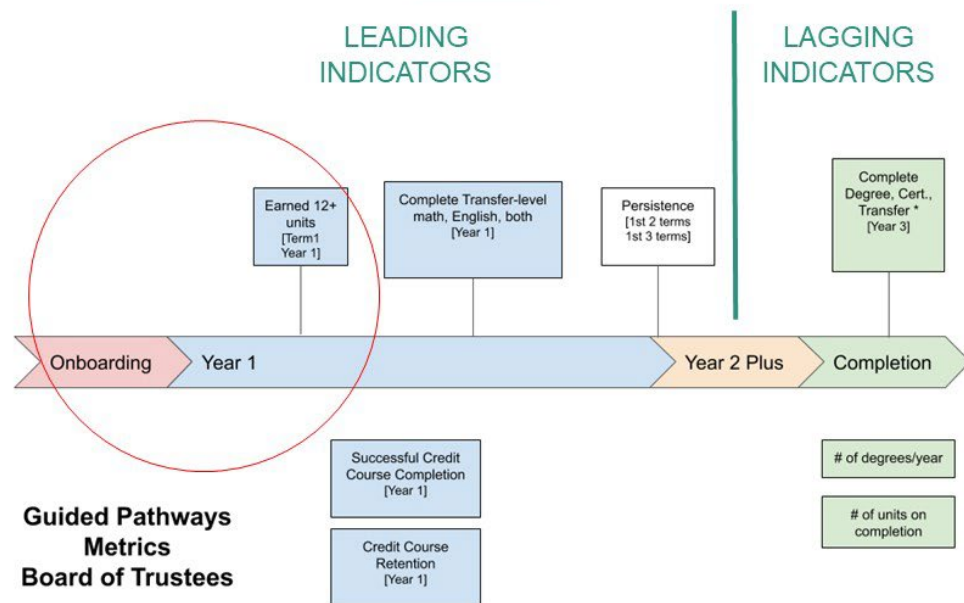 LEADING
INDICATORS
LAGGING
INDICATORS
Earned 12+
units
[Term1
Year 1]
Complete Transfer-level
math, English, both
[Year 1]
Persistence
[1st 2 terms
1st 3 terms]
Complete
Degree, Cert.,
Transfer *
[Year 3]
Onboarding
Year 1
Year 2 Plus
Completion
Successful Credit
Course Completion
[Year 1]
Credit Course
Retention
[Year 1]
# of degrees/year
# of units on
completion
Guided Pathways
Metrics
Board of Trustees